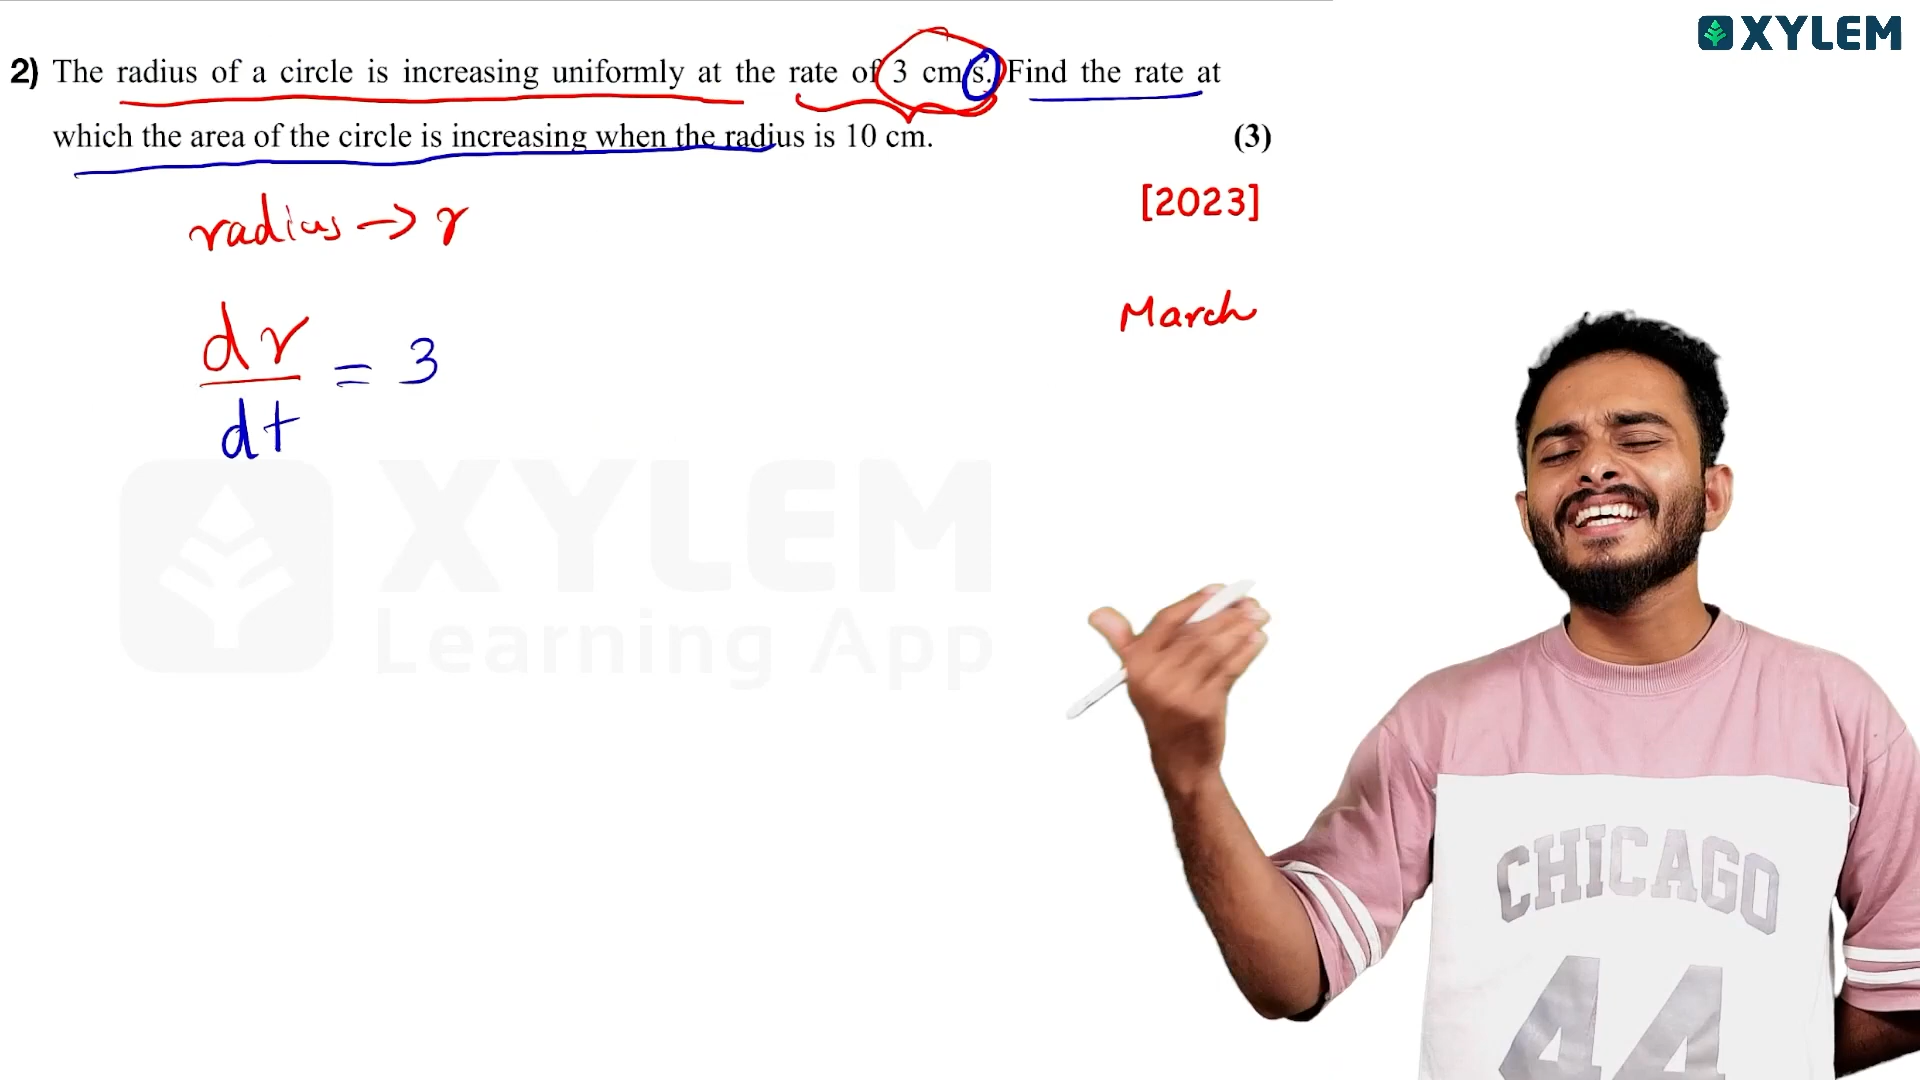 XYLEM
2) The radius of a circle is increasing uniformly at the rate of 3 cm/s. Find the rate at
which the area of the circle is increasing when the radius is 10 cm. (3)
[2023]
radius → r
March
dr
dt
= 3
XYLEM
Learning App
CHICAGO
44